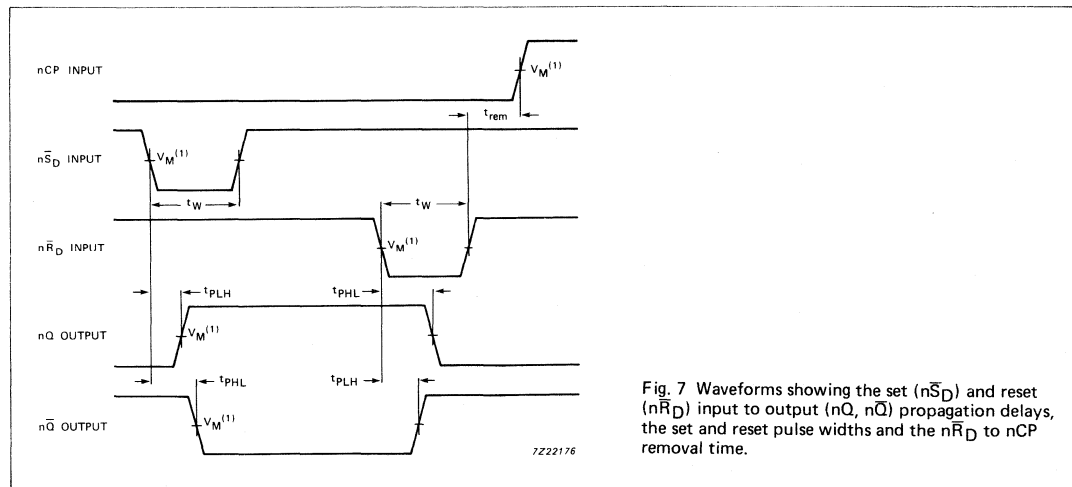 nCP INPUT
V_M(1)
t_rem
nS̅_D INPUT
V_M(1)
t_W
t_W
nR̅_D INPUT
V_M(1)
t_PLH
t_PHL
nQ OUTPUT
V_M(1)
t_PHL
t_PLH
nQ̅ OUTPUT
V_M(1)
7Z22176
Fig. 7 Waveforms showing the set (nS̅_D) and reset
(nR̅_D) input to output (nQ, nQ̅) propagation delays,
the set and reset pulse widths and the nR̅_D to nCP
removal time.